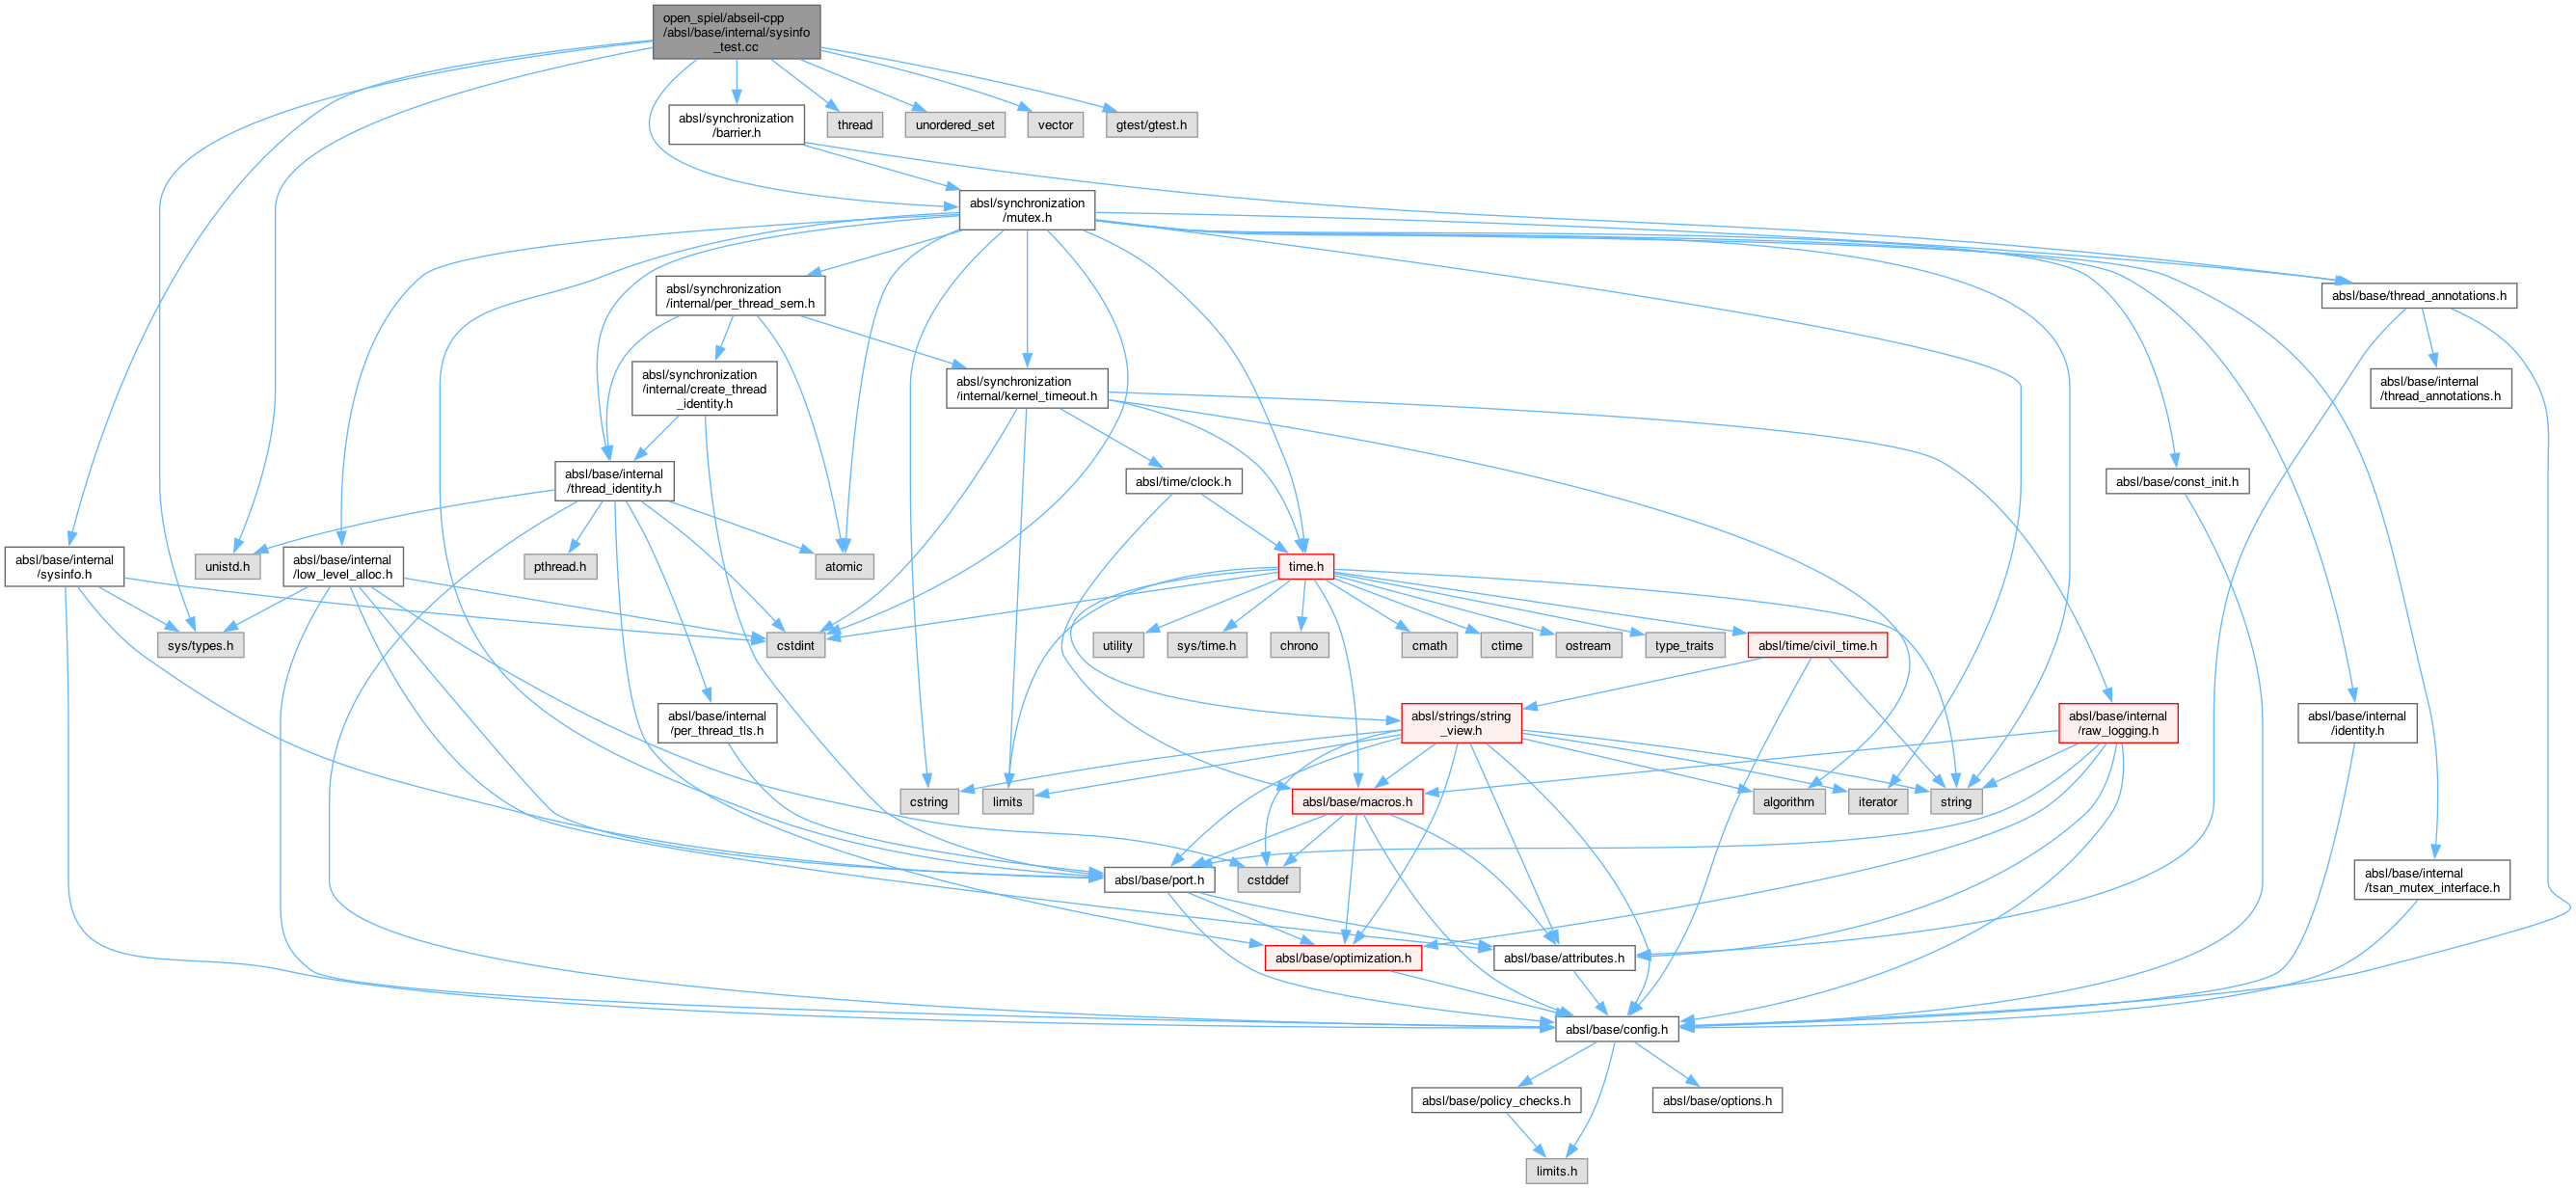 open_spiel/abseil-cpp
/absl/base/internal/sysinfo
_test.cc
absl/synchronization
/barrier.h
thread
unordered_set
vector
gtest/gtest.h
absl/synchronization
/mutex.h
absl/synchronization
/internal/per_thread_sem.h
absl/base/thread_annotations.h
absl/synchronization
/internal/create_thread
_identity.h
absl/synchronization
/internal/kernel_timeout.h
absl/base/internal
/thread_annotations.h
absl/base/internal
/thread_identity.h
absl/time/clock.h
absl/base/const_init.h
absl/base/internal
/sysinfo.h
unistd.h
absl/base/internal
/low_level_alloc.h
pthread.h
atomic
time.h
sys/types.h
cstdint
utility
sys/time.h
chrono
cmath
ctime
ostream
type_traits
absl/time/civil_time.h
absl/base/internal
/per_thread_tls.h
absl/strings/string
_view.h
absl/base/internal
/raw_logging.h
absl/base/internal
/identity.h
cstring
limits
absl/base/macros.h
algorithm
iterator
string
absl/base/port.h
cstddef
absl/base/internal
/tsan_mutex_interface.h
absl/base/optimization.h
absl/base/attributes.h
absl/base/config.h
absl/base/policy_checks.h
absl/base/options.h
limits.h